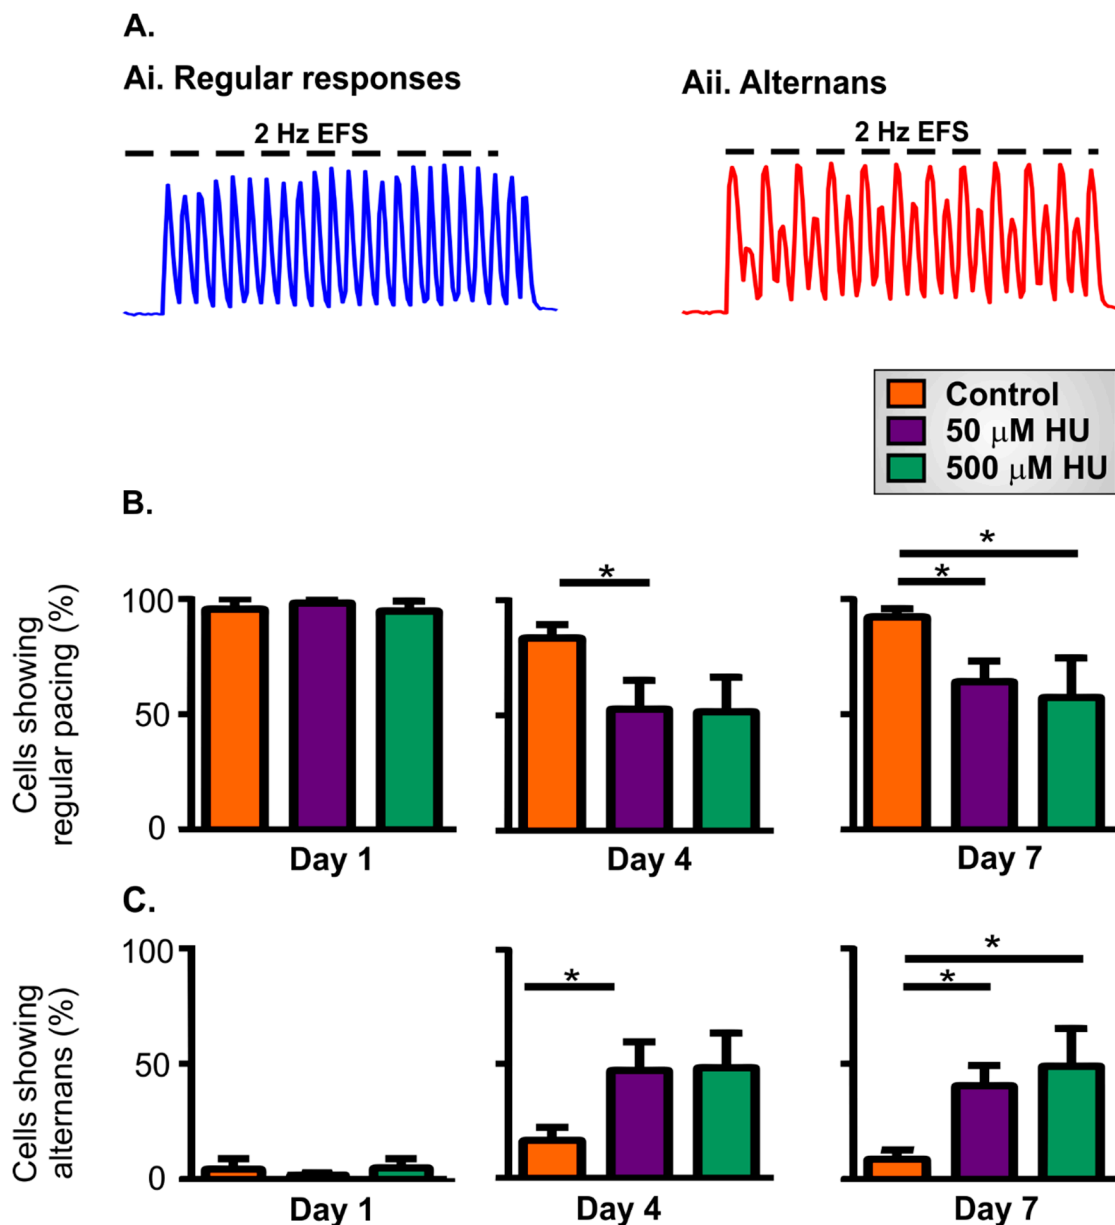 A.
Ai. Regular responses
2 Hz EFS
Aii. Alternans
2 Hz EFS
Control
50 μM HU
500 μM HU
B.
Cells showing
regular pacing (%)
100
50
0
*
*
*
Day 1
Day 4
Day 7
C.
Cells showing
alternans (%)
100
50
0
*
*
*
Day 1
Day 4
Day 7